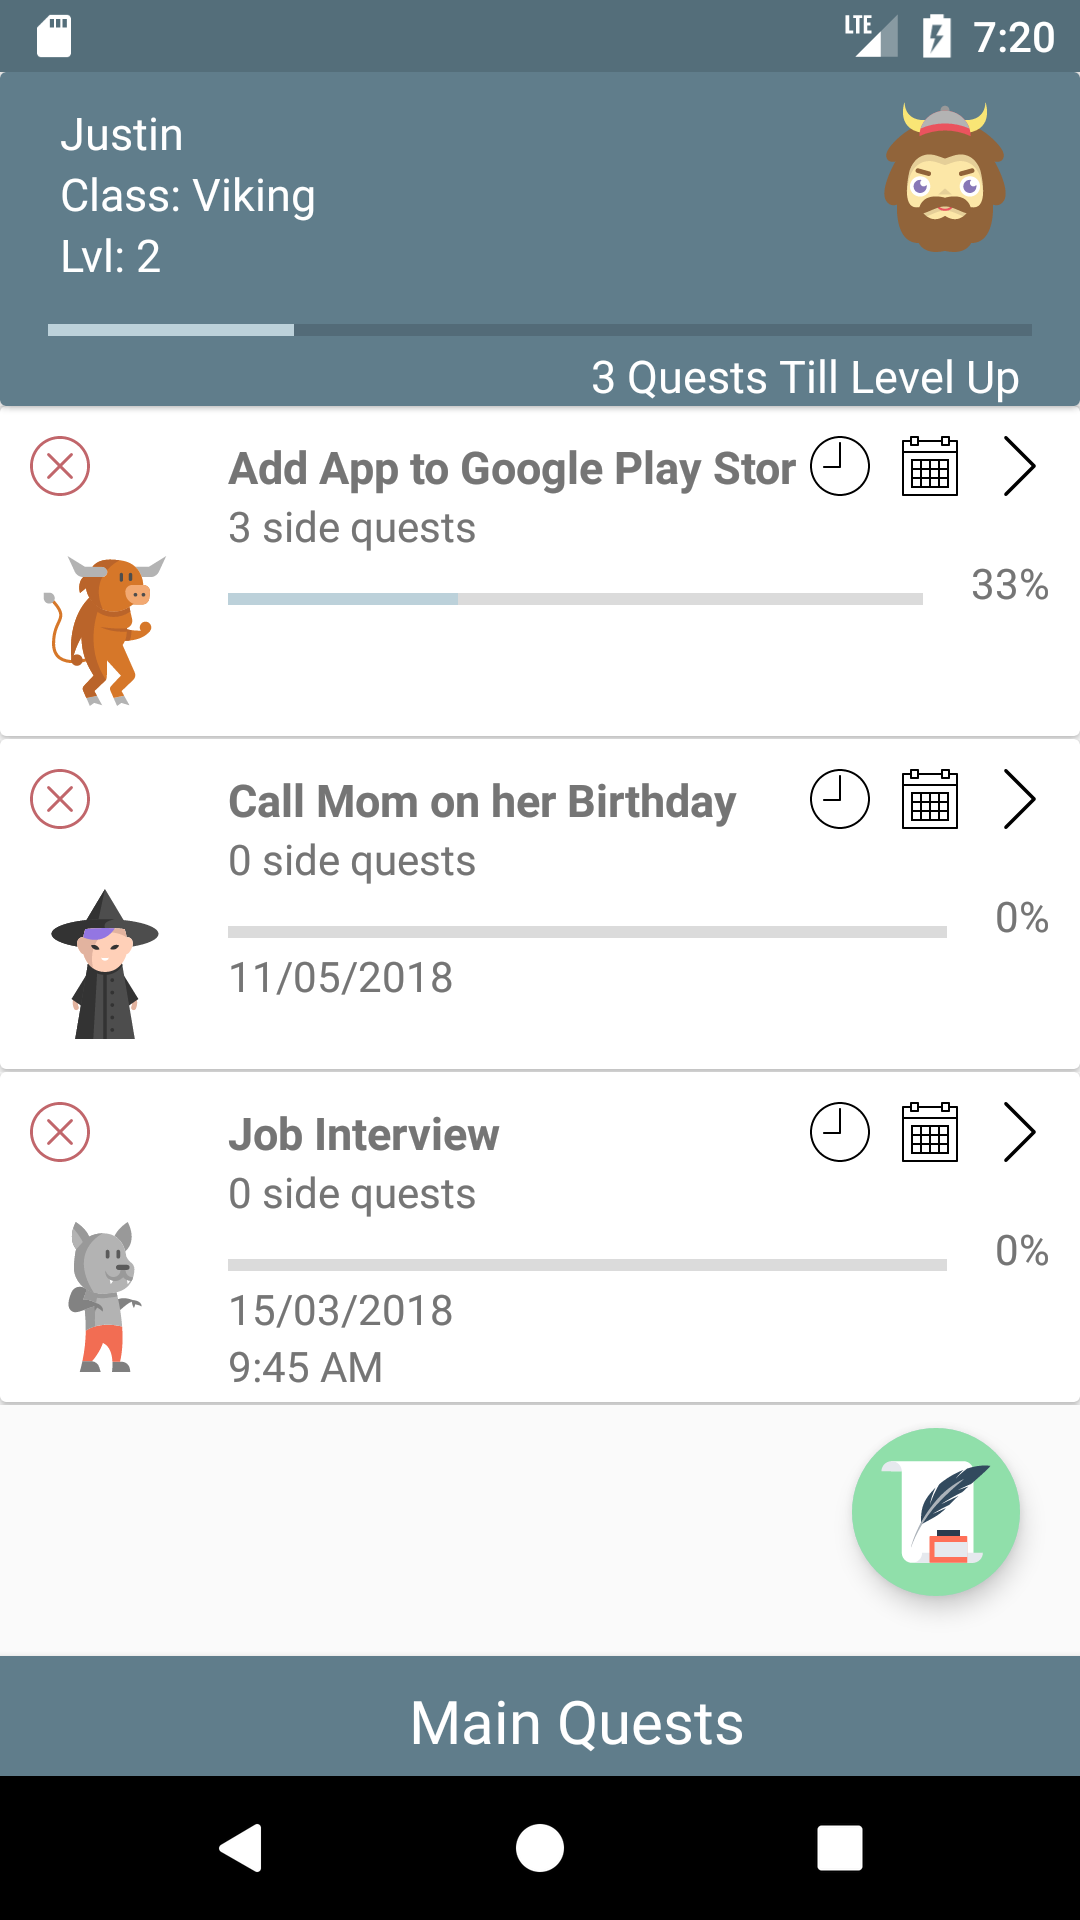 LTE 7:20
Justin
Class: Viking
Lvl: 2
3 Quests Till Level Up
Add App to Google Play Stor
3 side quests
33%
Call Mom on her Birthday
0 side quests
0%
11/05/2018
Job Interview
0 side quests
0%
15/03/2018
9:45 AM
Main Quests